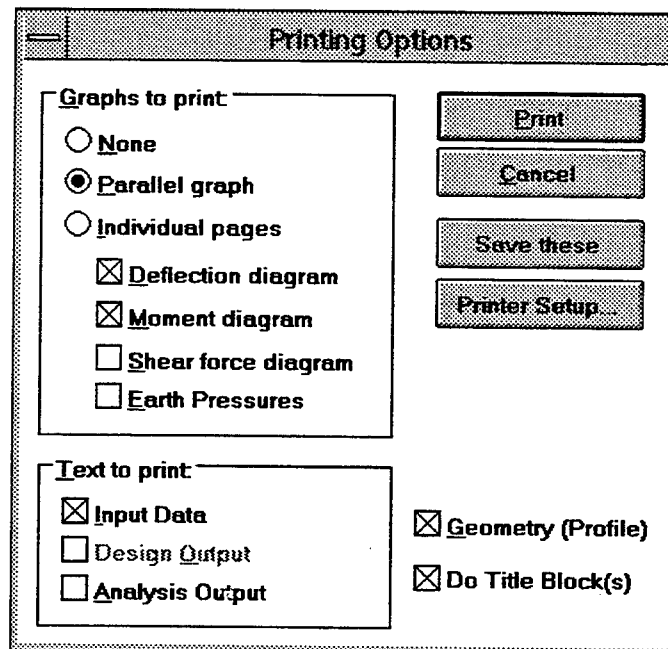 Printing Options
Graphs to print:
None
Parallel graph
Individual pages
Deflection diagram
Moment diagram
Shear force diagram
Earth Pressures
Print
Cancel
Save these
Printer Setup...
Text to print:
Input Data
Design Output
Analysis Output
Geometry (Profile)
Do Title Block(s)